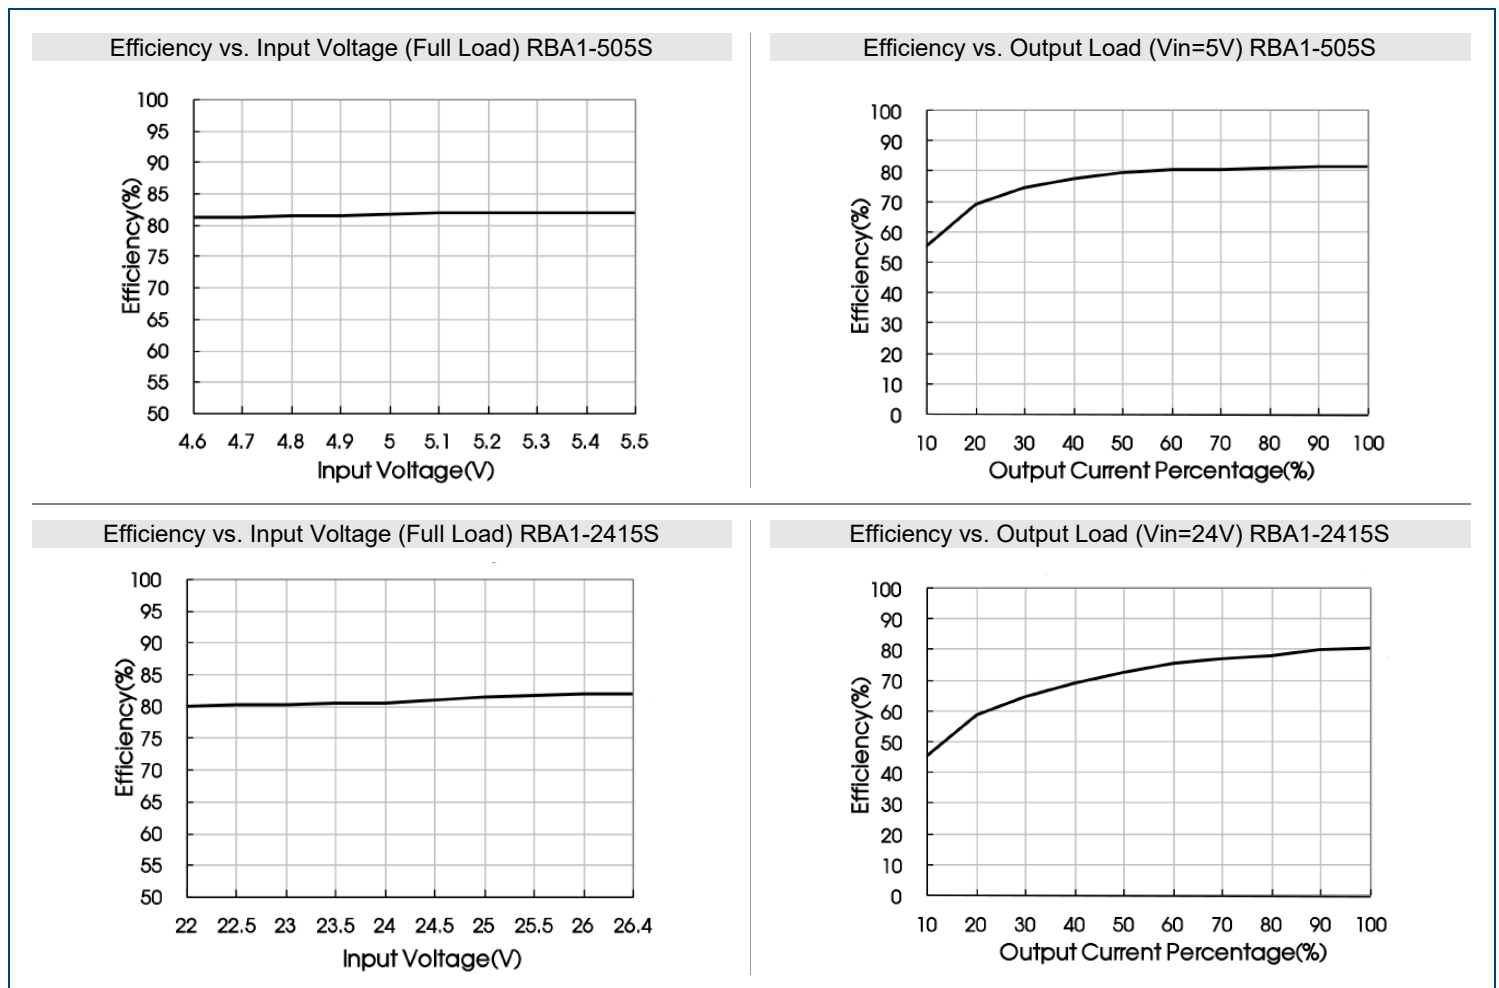 Efficiency vs. Input Voltage (Full Load) RBA1-505S
100
95
90
85
80
75
70
65
60
55
50
Efficiency(%)
4.6 4.7 4.8 4.9 5 5.1 5.2 5.3 5.4 5.5
Input Voltage(V)
Efficiency vs. Output Load (Vin=5V) RBA1-505S
100
90
80
70
60
50
40
30
20
10
0
Efficiency(%)
10 20 30 40 50 60 70 80 90 100
Output Current Percentage(%)
Efficiency vs. Input Voltage (Full Load) RBA1-2415S
100
95
90
85
80
75
70
65
60
55
50
Efficiency(%)
22 22.5 23 23.5 24 24.5 25 25.5 26 26.4
Input Voltage(V)
Efficiency vs. Output Load (Vin=24V) RBA1-2415S
100
90
80
70
60
50
40
30
20
10
0
Efficiency(%)
10 20 30 40 50 60 70 80 90 100
Output Current Percentage(%)